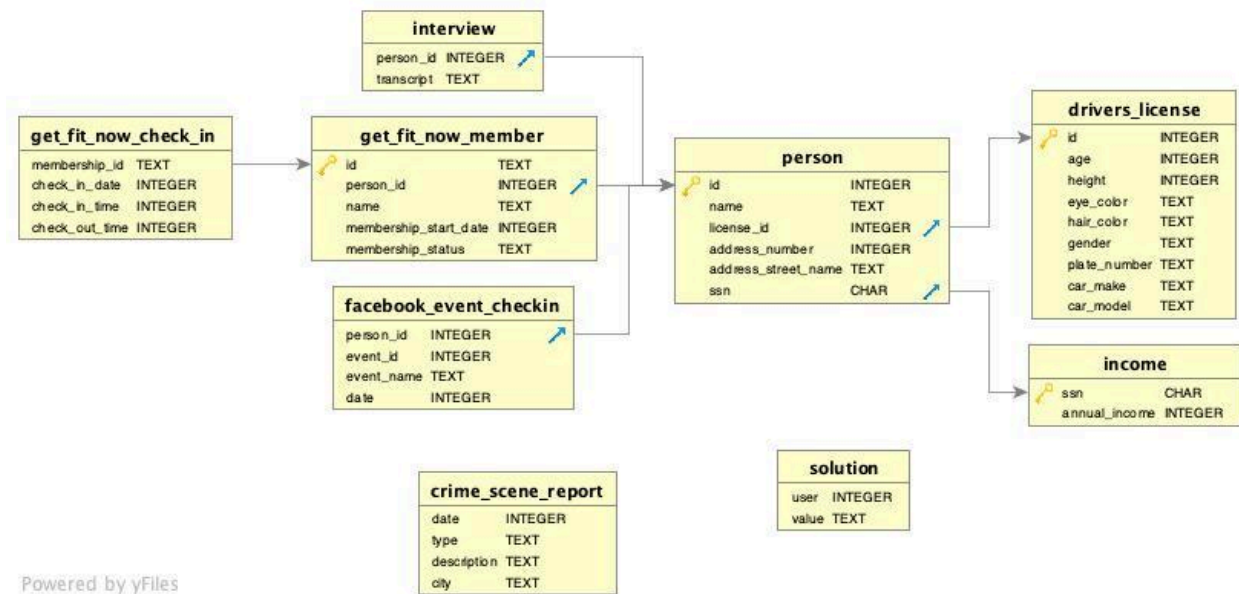 interview
person_id INTEGER
transcript TEXT
get_fit_now_check_in
membership_id TEXT
check_in_date INTEGER
check_in_time INTEGER
check_out_time INTEGER
get_fit_now_member
id TEXT
person_id INTEGER
name TEXT
membership_start_date INTEGER
membership_status TEXT
person
id INTEGER
name TEXT
license_id INTEGER
address_number INTEGER
address_street_name TEXT
ssn CHAR
drivers_license
id INTEGER
age INTEGER
height INTEGER
eye_color TEXT
hair_color TEXT
gender TEXT
plate_number TEXT
car_make TEXT
car_model TEXT
facebook_event_checkin
person_id INTEGER
event_id INTEGER
event_name TEXT
date INTEGER
income
ssn CHAR
annual_income INTEGER
crime_scene_report
date INTEGER
type TEXT
description TEXT
city TEXT
solution
user INTEGER
value TEXT
Powered by yFiles